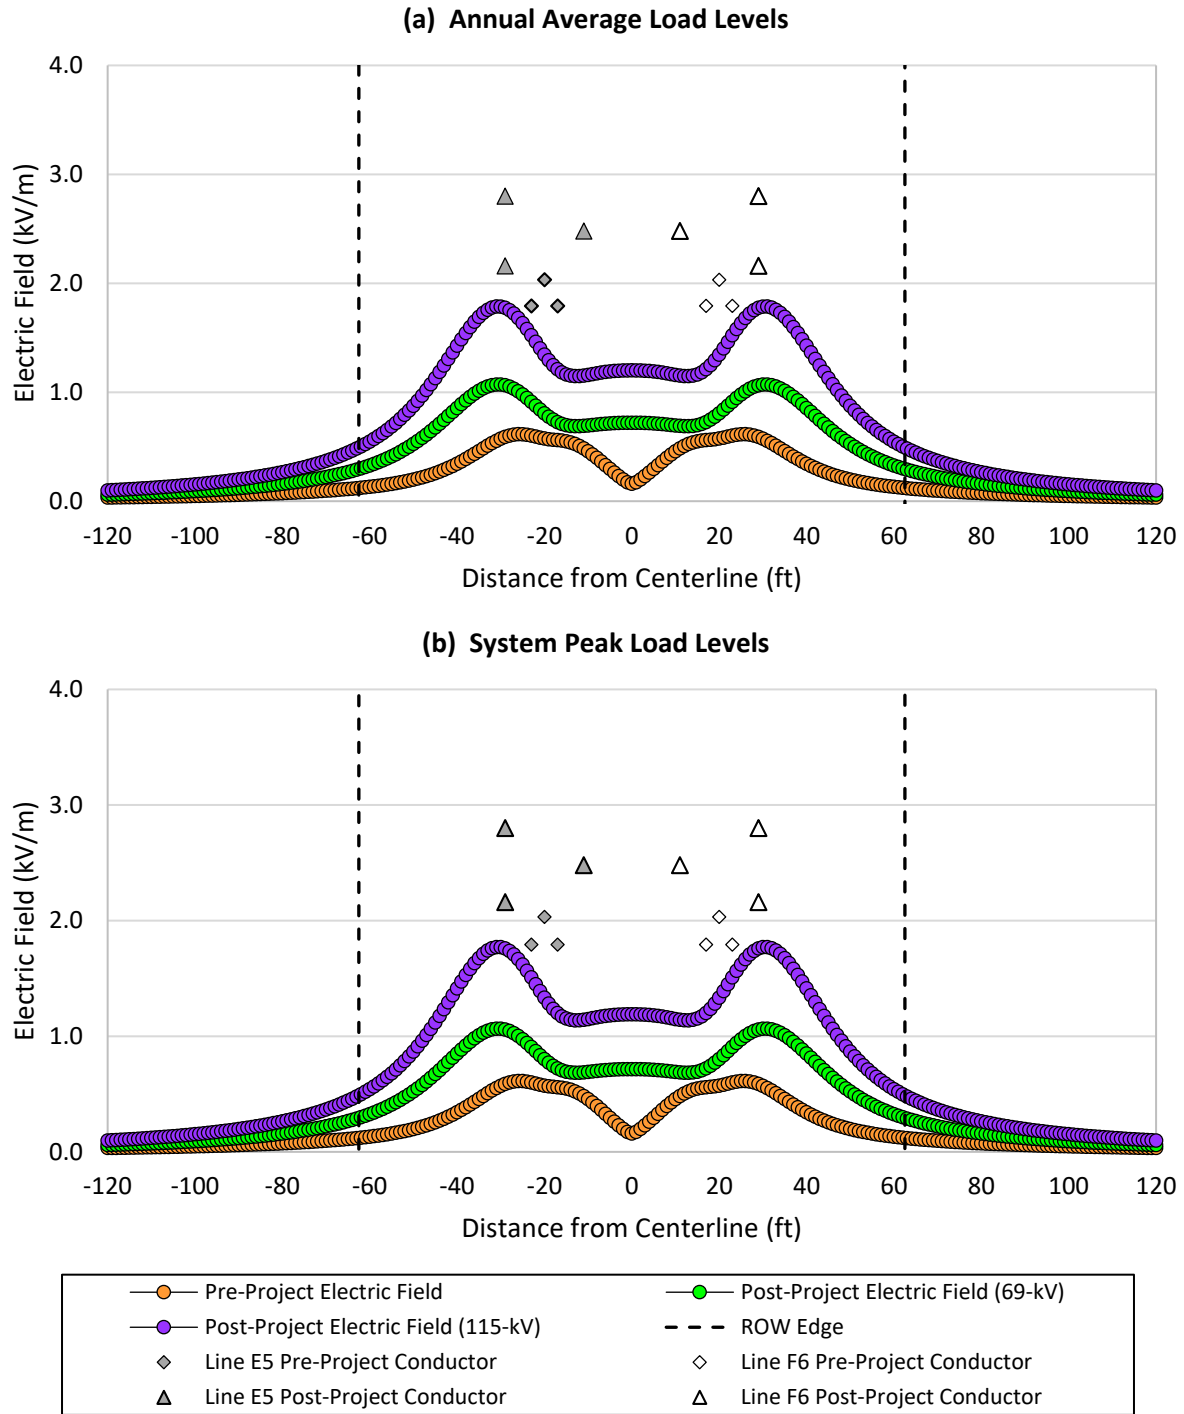 (a)  Annual Average Load Levels
4.0
3.0
2.0
1.0
0.0
Electric Field (kV/m)
-120 -100 -80 -60 -40 -20 0 20 40 60 80 100 120
Distance from Centerline (ft)
(b)  System Peak Load Levels
4.0
3.0
2.0
1.0
0.0
Electric Field (kV/m)
-120 -100 -80 -60 -40 -20 0 20 40 60 80 100 120
Distance from Centerline (ft)
Pre-Project Electric Field
Post-Project Electric Field (69-kV)
Post-Project Electric Field (115-kV)
ROW Edge
Line E5 Pre-Project Conductor
Line F6 Pre-Project Conductor
Line E5 Post-Project Conductor
Line F6 Post-Project Conductor